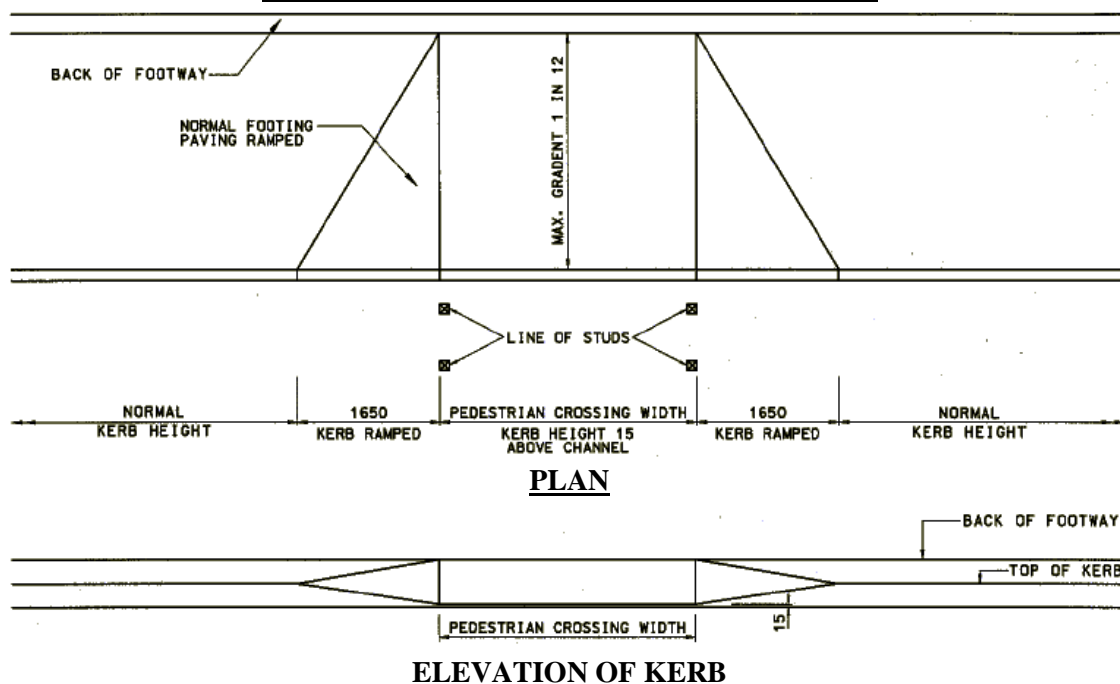 BACK OF FOOTWAY
NORMAL FOOTING
PAVING RAMPED
MAX. GRADENT 1 IN 12
LINE OF STUDS
NORMAL
KERB HEIGHT
1650
KERB RAMPED
PEDESTRIAN CROSSING WIDTH
KERB HEIGHT 15
ABOVE CHANNEL
1650
KERB RAMPED
NORMAL
KERB HEIGHT
PLAN
BACK OF FOOTWAY
TOP OF KERB
15
PEDESTRIAN CROSSING WIDTH
ELEVATION OF KERB